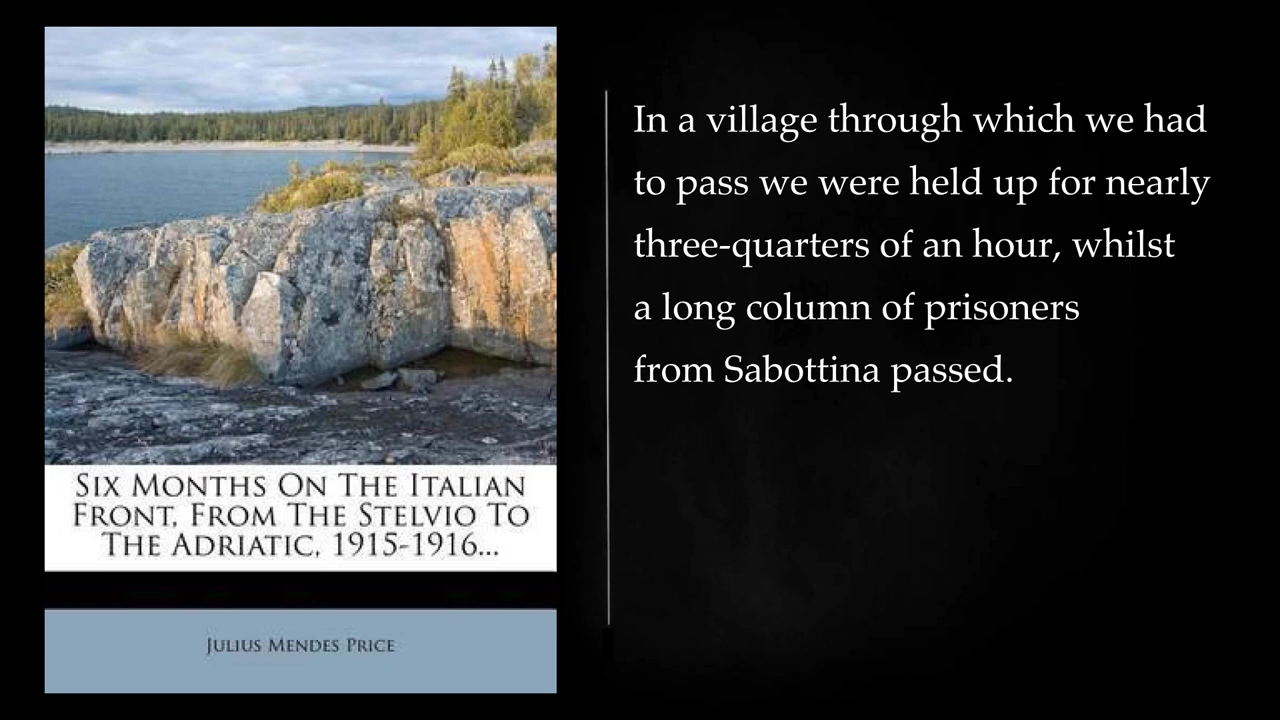 Six Months On The Italian
Front, From The Stelvio To
The Adriatic, 1915-1916...
Julius Mendes Price
In a village through which we had
to pass we were held up for nearly
three-quarters of an hour, whilst
a long column of prisoners
from Sabottina passed.